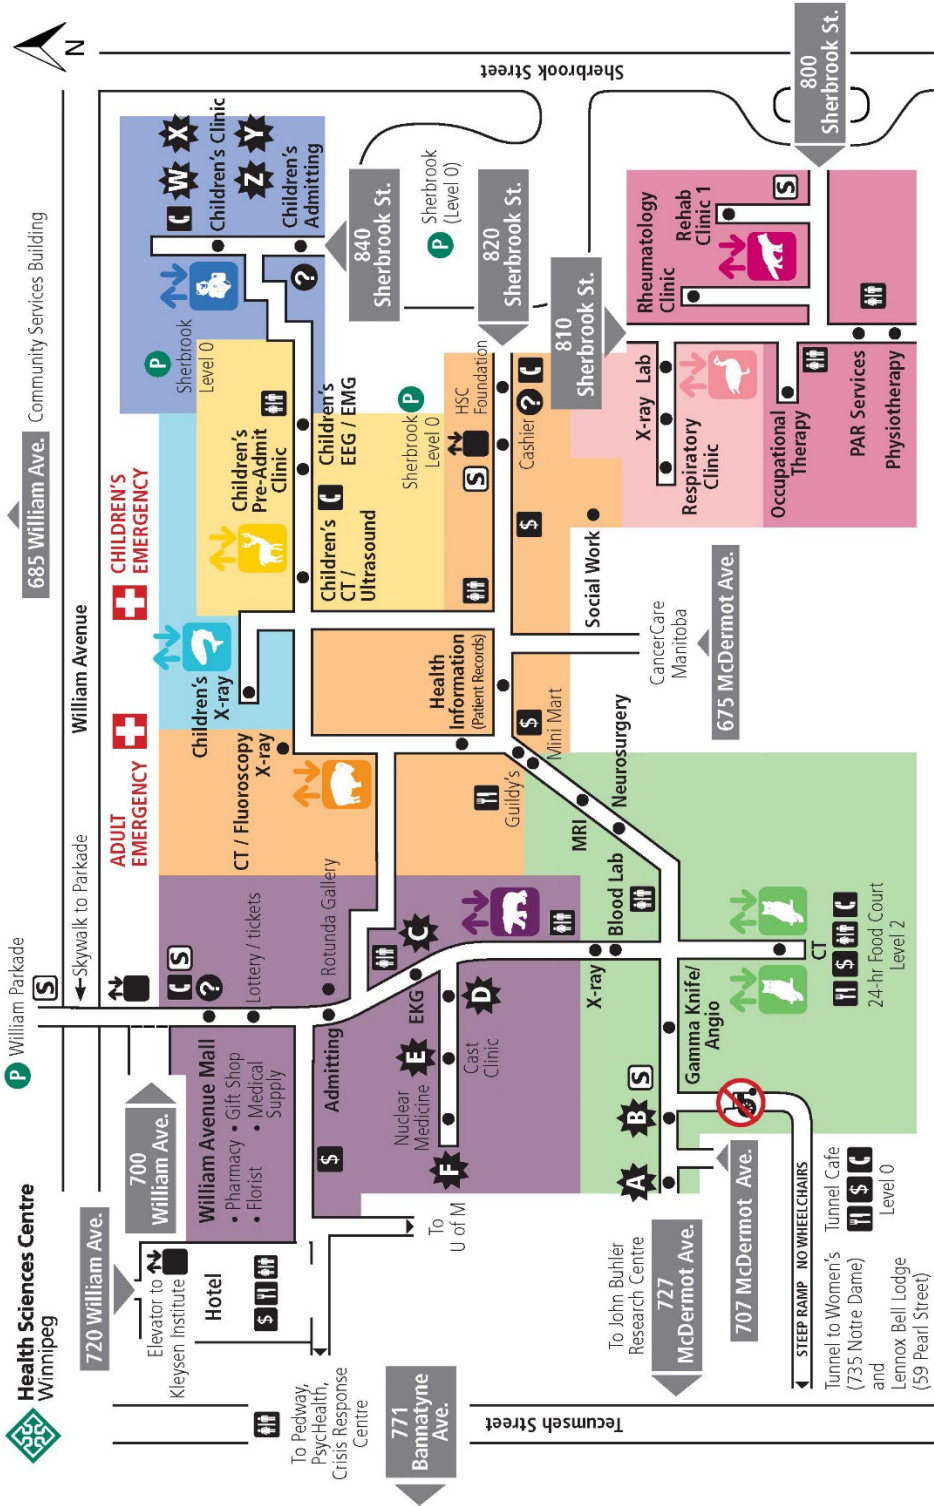 Health Sciences Centre
Winnipeg
P William Parkade
S
Skywalk to Parkade
685 William Ave.
Community Services Building
N
William Avenue
720 William Ave.
700
William Ave.
ADULT
EMERGENCY
CHILDREN'S
EMERGENCY
P
Sherbrook
Level 0
C
W
X
Children's Clinic
Z
Y
Children's
Admitting
?
840
Sherbrook St.
P
Sherbrook
(Level 0)
820
Sherbrook St.
810
Sherbrook St.
800
Sherbrook St.
Sherbrook Street
Elevator to
Kleysen Institute
Hotel
$
William Avenue Mall
• Pharmacy
• Gift Shop
• Florist
• Medical
Supply
C
S
?
Lottery / tickets
Rotunda Gallery
Admitting
$
CT / Fluoroscopy
X-ray
Children's
X-ray
Children's
Pre-Admit
Clinic
Children's
CT /
Ultrasound
C
Children's
EEG / EMG
Sherbrook
Level 0
P
S
HSC
Foundation
Cashier
?
C
$
Health
Information
(Patient Records)
Guildy's
$
Mini Mart
MRI
Neurosurgery
Social Work
CancerCare
Manitoba
675 McDermot Ave.
X-ray
Lab
Respiratory
Clinic
Rheumatology
Clinic
Rehab
Clinic 1
S
Occupational
Therapy
PAR Services
Physiotherapy
EKG
C
D
E
F
Nuclear
Medicine
Cast
Clinic
X-ray
Blood Lab
Gamma Knife/
Angio
CT
$
C
24-hr Food Court
Level 2
A
B
S
To
U of M
To Pedway,
PsycHealth,
Crisis Response
Centre
771
Bannatyne
Ave.
Tecumseh Street
To John Buhler
Research Centre
727
McDermot Ave.
707 McDermot Ave.
STEEP RAMP NO WHEELCHAIRS
Tunnel to Women's
(735 Notre Dame)
and
Lennox Bell Lodge
(59 Pearl Street)
Tunnel Cafe
$
C
Level 0